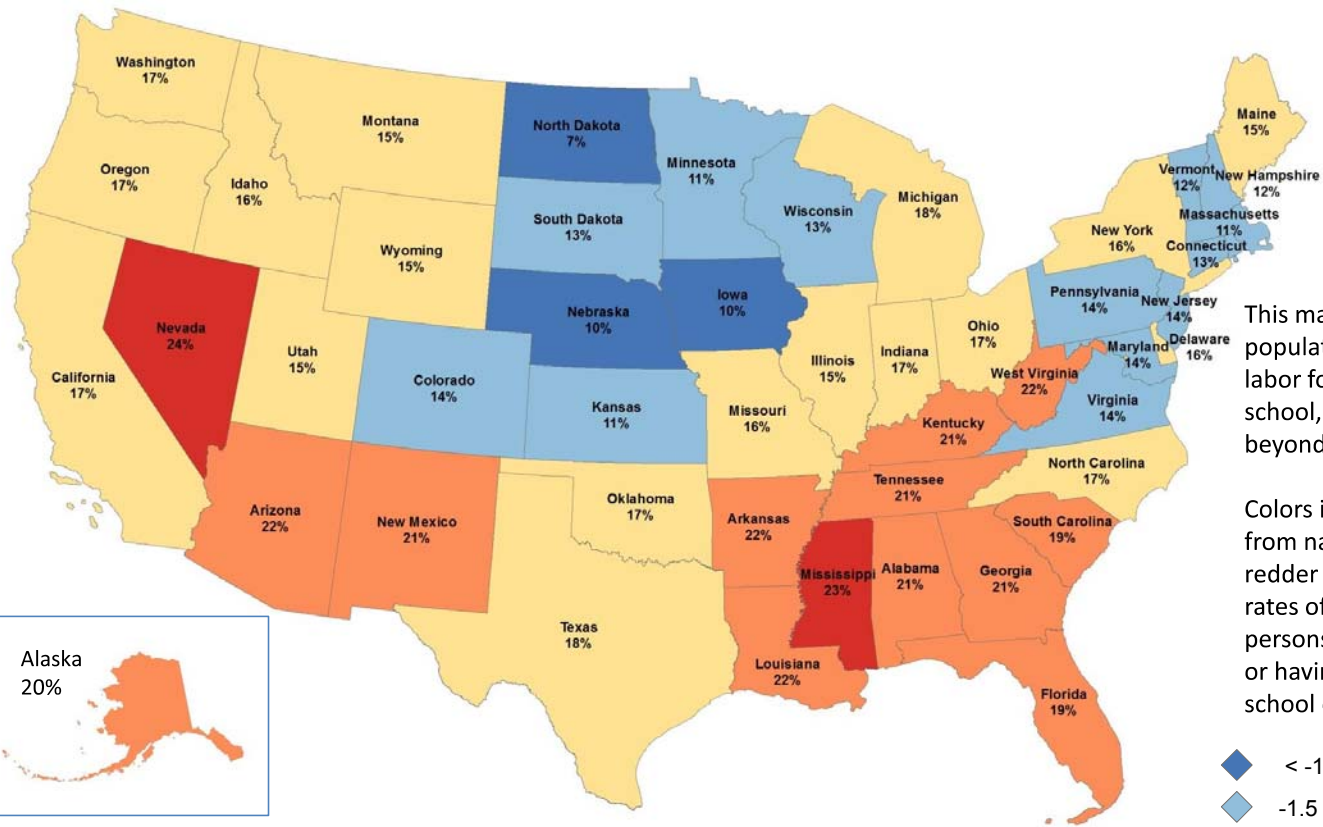 Washington
17%
Oregon
17%
Idaho
16%
Montana
15%
North Dakota
7%
Minnesota
11%
South Dakota
13%
Wisconsin
13%
Michigan
18%
Wyoming
15%
Nebraska
10%
Iowa
10%
Nevada
24%
Utah
15%
California
17%
Colorado
14%
Kansas
11%
Missouri
16%
Illinois
15%
Indiana
17%
Ohio
17%
Maine
15%
Vermont
12%
New Hampshire
12%
Massachusetts
11%
Connecticut
13%
New York
16%
Pennsylvania
14%
New Jersey
14%
Maryland
14%
Delaware
16%
West Virginia
22%
Virginia
14%
Kentucky
21%
North Carolina
17%
Tennessee
21%
South Carolina
19%
Arizona
22%
New Mexico
21%
Oklahoma
17%
Arkansas
22%
Mississippi
23%
Alabama
21%
Georgia
21%
Texas
18%
Louisiana
22%
Florida
19%
Alaska
20%
This ma
populat
labor fo
school,
beyond
Colors i
from na
redder
rates of
persons
or havin
school
< -1
-1.5